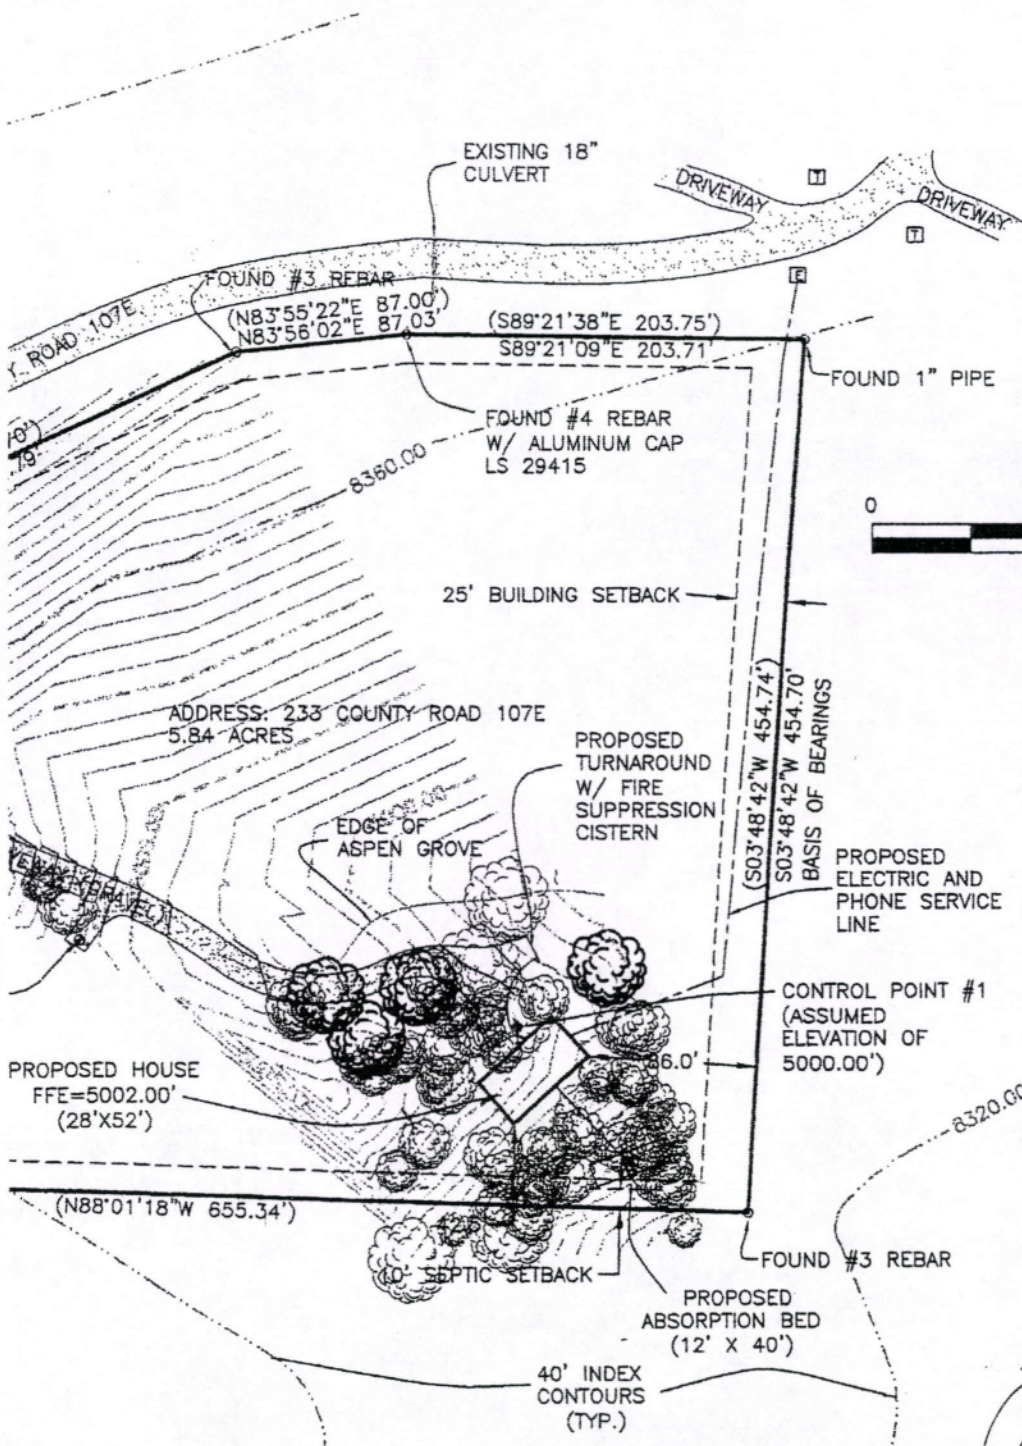 EXISTING 18"
CULVERT
DRIVEWAY
T
DRIVEWAY
T
E
FOUND #3 REBAR
(N83°55'22"E 87.00')
N83°56'02"E 87.03'
(S89°21'38"E 203.75')
S89°21'09"E 203.71'
Y ROAD 107E
FOUND 1" PIPE
FOUND #4 REBAR
W/ ALUMINUM CAP
LS 29415
70')
.79'
8360.00
0
25' BUILDING SETBACK
(S03°48'42"W 454.74')
S03°48'42"W 454.70'
BASIS OF BEARINGS
ADDRESS: 233 COUNTY ROAD 107E
5.84 ACRES
PROPOSED
TURNAROUND
W/ FIRE
SUPPRESSION
CISTERN
EDGE OF
ASPEN GROVE
PROPOSED
ELECTRIC AND
PHONE SERVICE
LINE
CONTROL POINT #1
(ASSUMED
ELEVATION OF
5000.00')
PROPOSED HOUSE
FFE=5002.00'
(28'X52')
86.0'
8320.00
(N88°01'18"W 655.34')
10' SEPTIC SETBACK
FOUND #3 REBAR
PROPOSED
ABSORPTION BED
(12' X 40')
40' INDEX
CONTOURS
(TYP.)